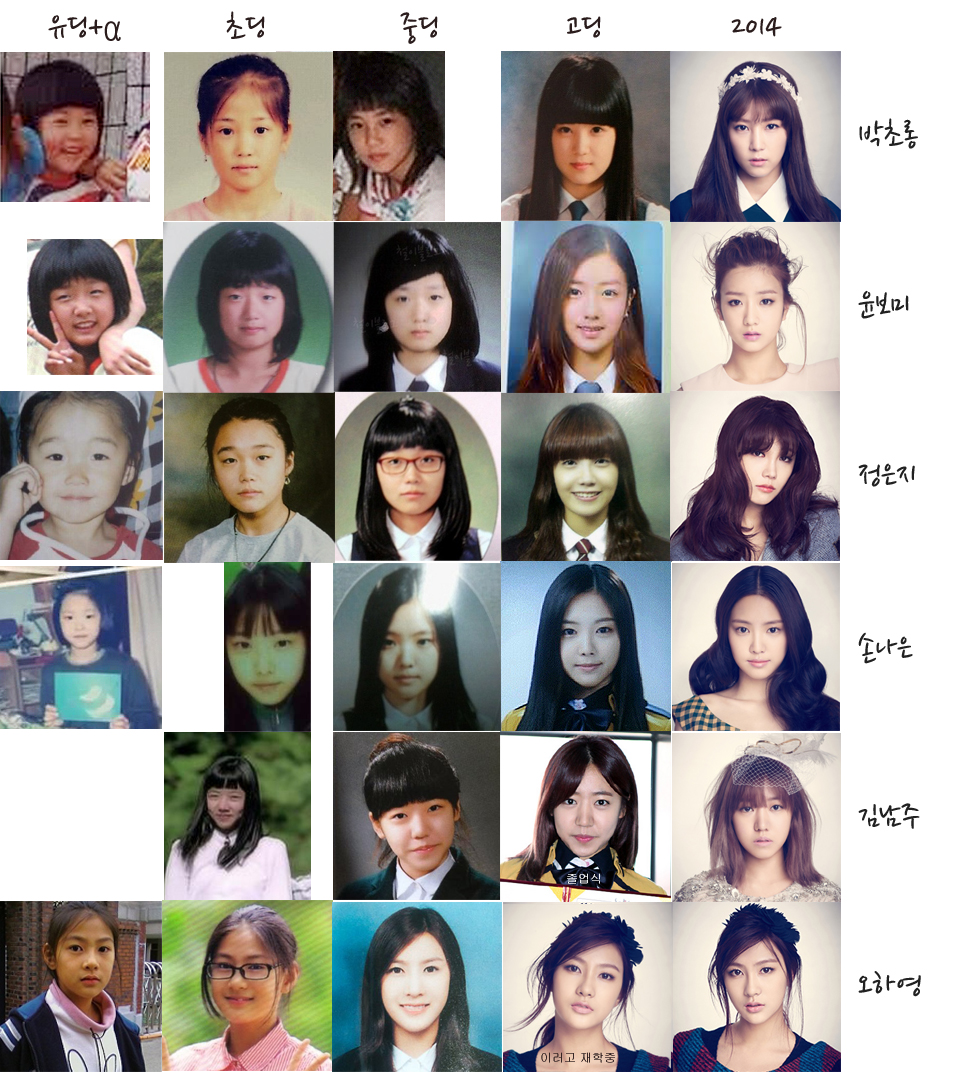 유딩+α
초딩
중딩
고딩
2014
박초롱
윤보미
정은지
손나은
김남주
졸업식
이러고 재학중
오하영